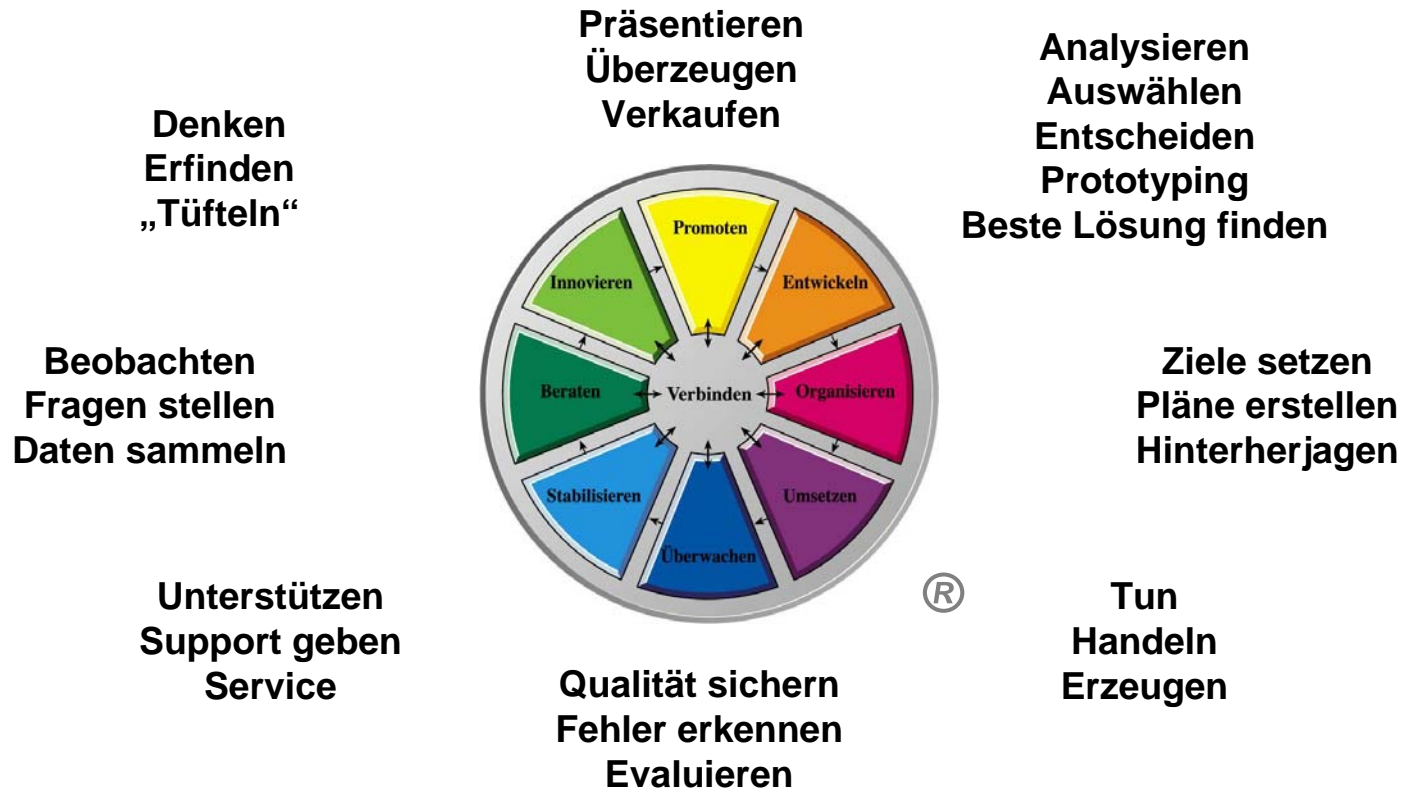 Präsentieren
Überzeugen
Verkaufen
Analysieren
Auswählen
Entscheiden
Prototyping
Beste Lösung finden
Denken
Erfinden
„Tüfteln“
Promoten
Innovieren
Entwickeln
Beobachten
Fragen stellen
Daten sammeln
Beraten
Verbinden
Organisieren
Ziele setzen
Pläne erstellen
Hinterherjagen
Stabilisieren
Umsetzen
Überwachen
Unterstützen
Support geben
Service
®
Tun
Handeln
Erzeugen
Qualität sichern
Fehler erkennen
Evaluieren